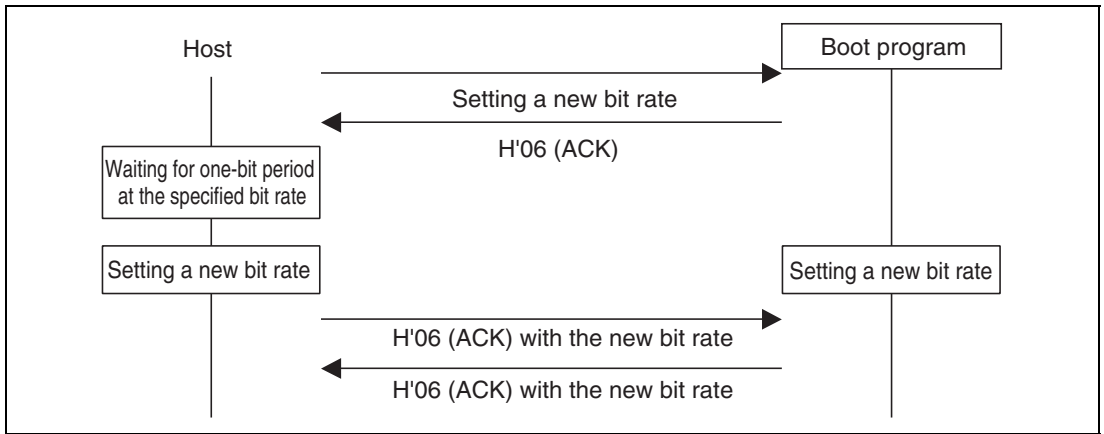 Host
Boot program
Setting a new bit rate
H'06 (ACK)
Waiting for one-bit period
at the specified bit rate
Setting a new bit rate
Setting a new bit rate
H'06 (ACK) with the new bit rate
H'06 (ACK) with the new bit rate